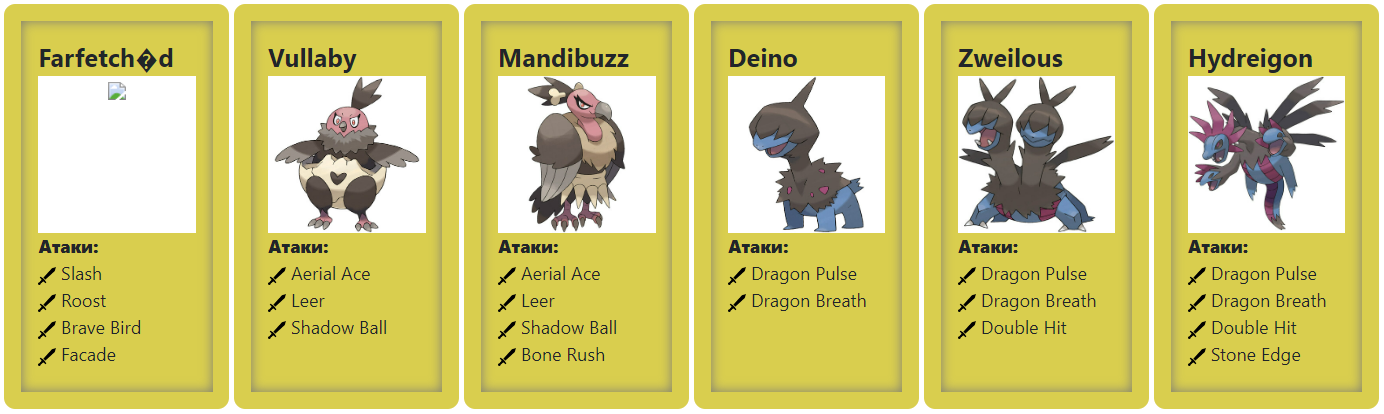 Farfetch�d
Vullaby
Mandibuzz
Deino
Zweilous
Hydreigon
Атаки:
Атаки:
Атаки:
Атаки:
Атаки:
Атаки:
Slash
Aerial Ace
Aerial Ace
Dragon Pulse
Dragon Pulse
Dragon Pulse
Roost
Leer
Leer
Dragon Breath
Dragon Breath
Dragon Breath
Brave Bird
Shadow Ball
Shadow Ball
Double Hit
Double Hit
Facade
Bone Rush
Stone Edge